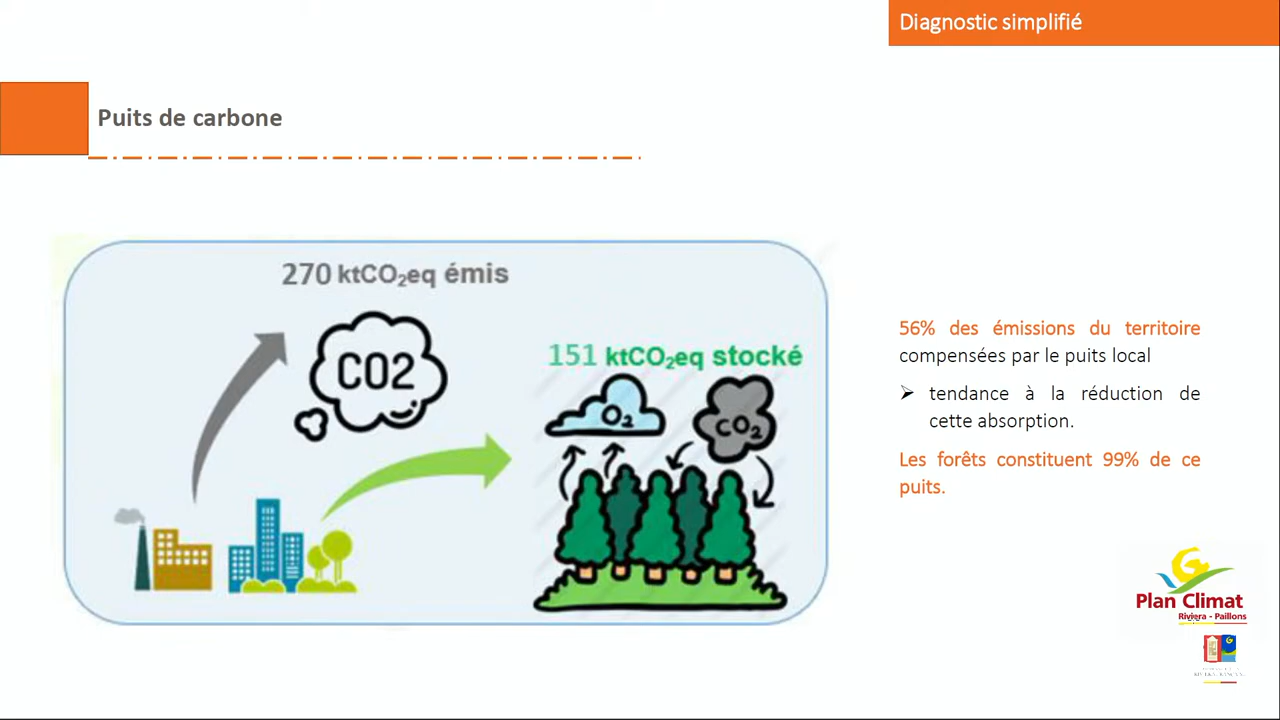 Diagnostic simplifié
Puits de carbone
270 ktCO₂eq émis
CO2
151 ktCO₂eq stocké
O₂
CO₂
56% des émissions du territoire
compensées par le puits local
➢ tendance à la réduction de
cette absorption.
Les forêts constituent 99% de ce
puits.
Plan Climat
Riviera - Paillons